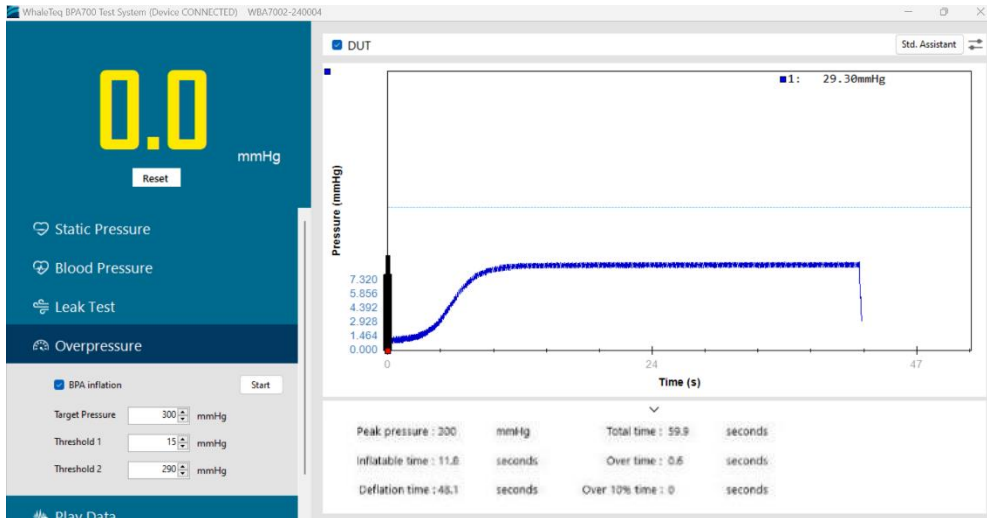 WhaleTeq BPA700 Test System (Device CONNECTED) WBA7002-240004
0.0 mmHg
Reset
Static Pressure
Blood Pressure
Leak Test
Overpressure
BPA inflation Start
Target Pressure 300 mmHg
Threshold 1 15 mmHg
Threshold 2 290 mmHg
Play Data
DUT Std. Assistant
1: 29.30mmHg
Pressure (mmHg)
7.320
5.856
4.392
2.928
1.464
0.000
0 24 47
Time (s)
Peak pressure : 200 mmHg Total time : 59.9 seconds
Inflatable time : 11.8 seconds Over time : 0.6 seconds
Deflation time : 48.1 seconds Over 10% time : 0 seconds